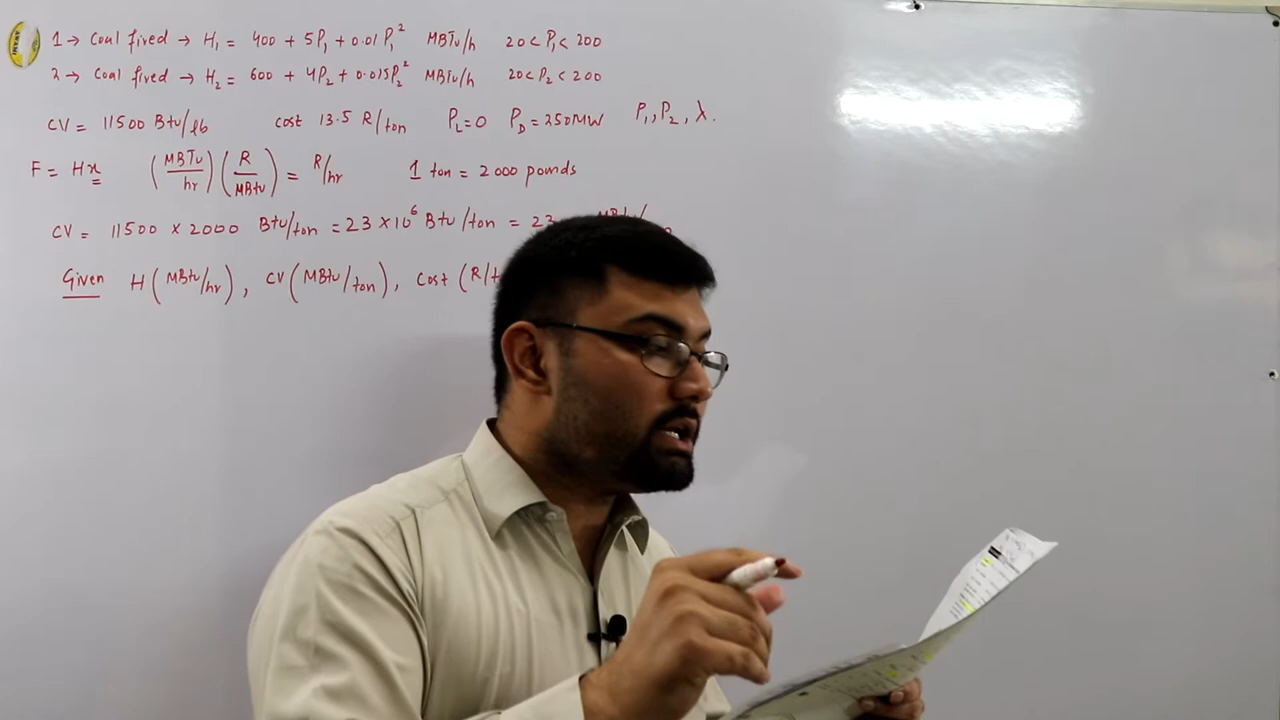 1 → Coal fired → H₁ = 400 + 5P₁ + 0.01 P₁² MBTu/h 20 < P₁ < 200
2 → Coal fired → H₂ = 600 + 4P₂ + 0.015P₂² MBTu/h 20 < P₂ < 200
CV = 11500 Btu/lb cost 13.5 R/ton P_L = 0 P_D = 250MW P₁, P₂, λ.
F = Hx (MBTu/hr) (R/MBtu) = R/hr 1 ton = 2000 pounds
CV = 11500 × 2000 Btu/ton = 23 × 10⁶ Btu/ton = 23
Given H (MBtu/hr), CV (MBtu/ton), Cost (R/t